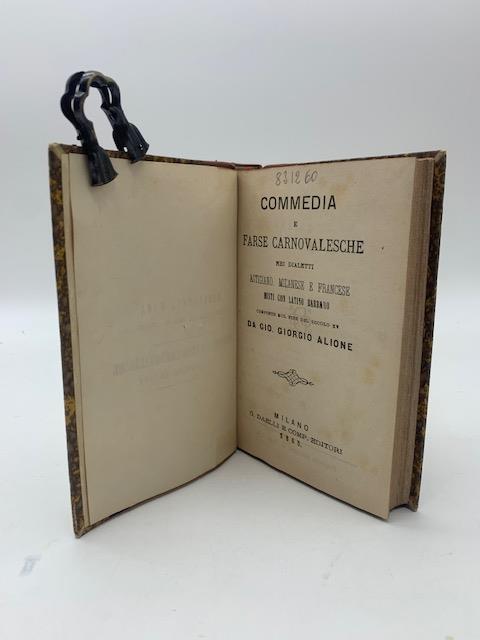 831260
COMMEDIA
E
FARSE CARNOVALESCHE
NEI DIALETTI
ASTIGIANO, MILANESE E FRANCESE
MISTI CON LATINO BARBARO
COMPOSTE SUL FINE DEL SECOLO XV
DA GIO. GIORGIO ALIONE
MILANO
G. DAELLI E COMP. EDITORI